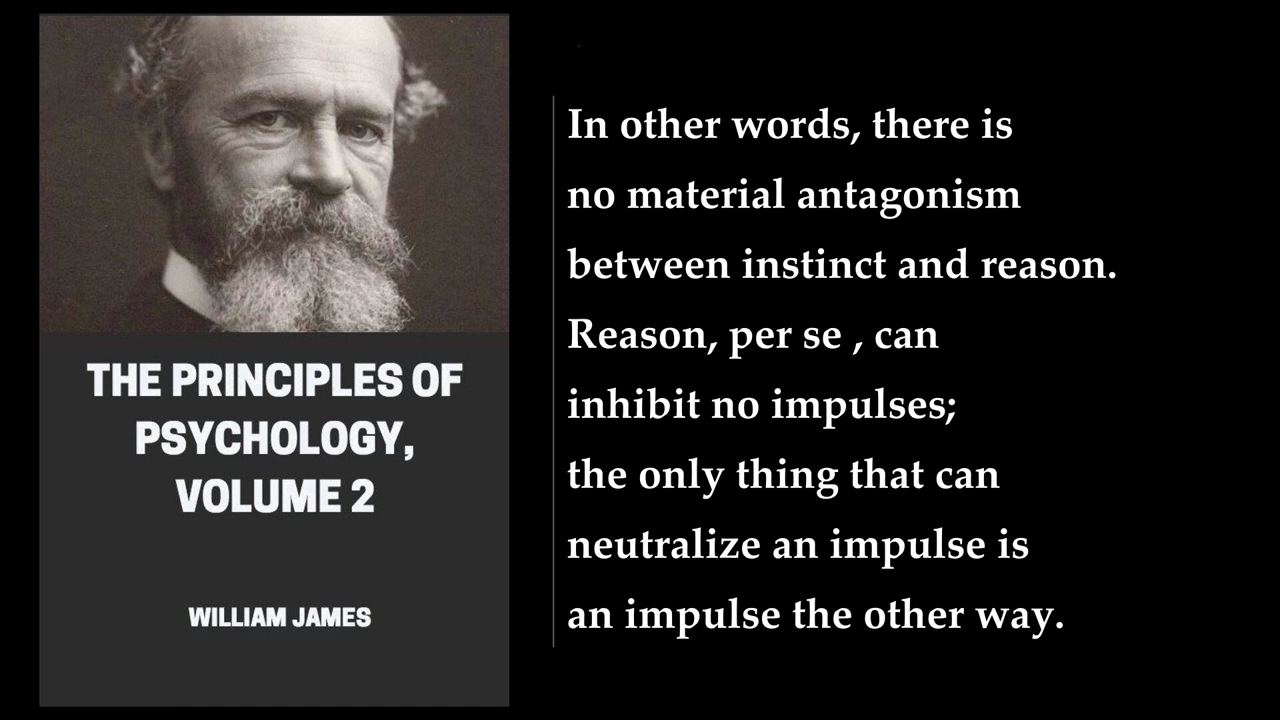 THE PRINCIPLES OF
PSYCHOLOGY,
VOLUME 2
WILLIAM JAMES
In other words, there is
no material antagonism
between instinct and reason.
Reason, per se , can
inhibit no impulses;
the only thing that can
neutralize an impulse is
an impulse the other way.